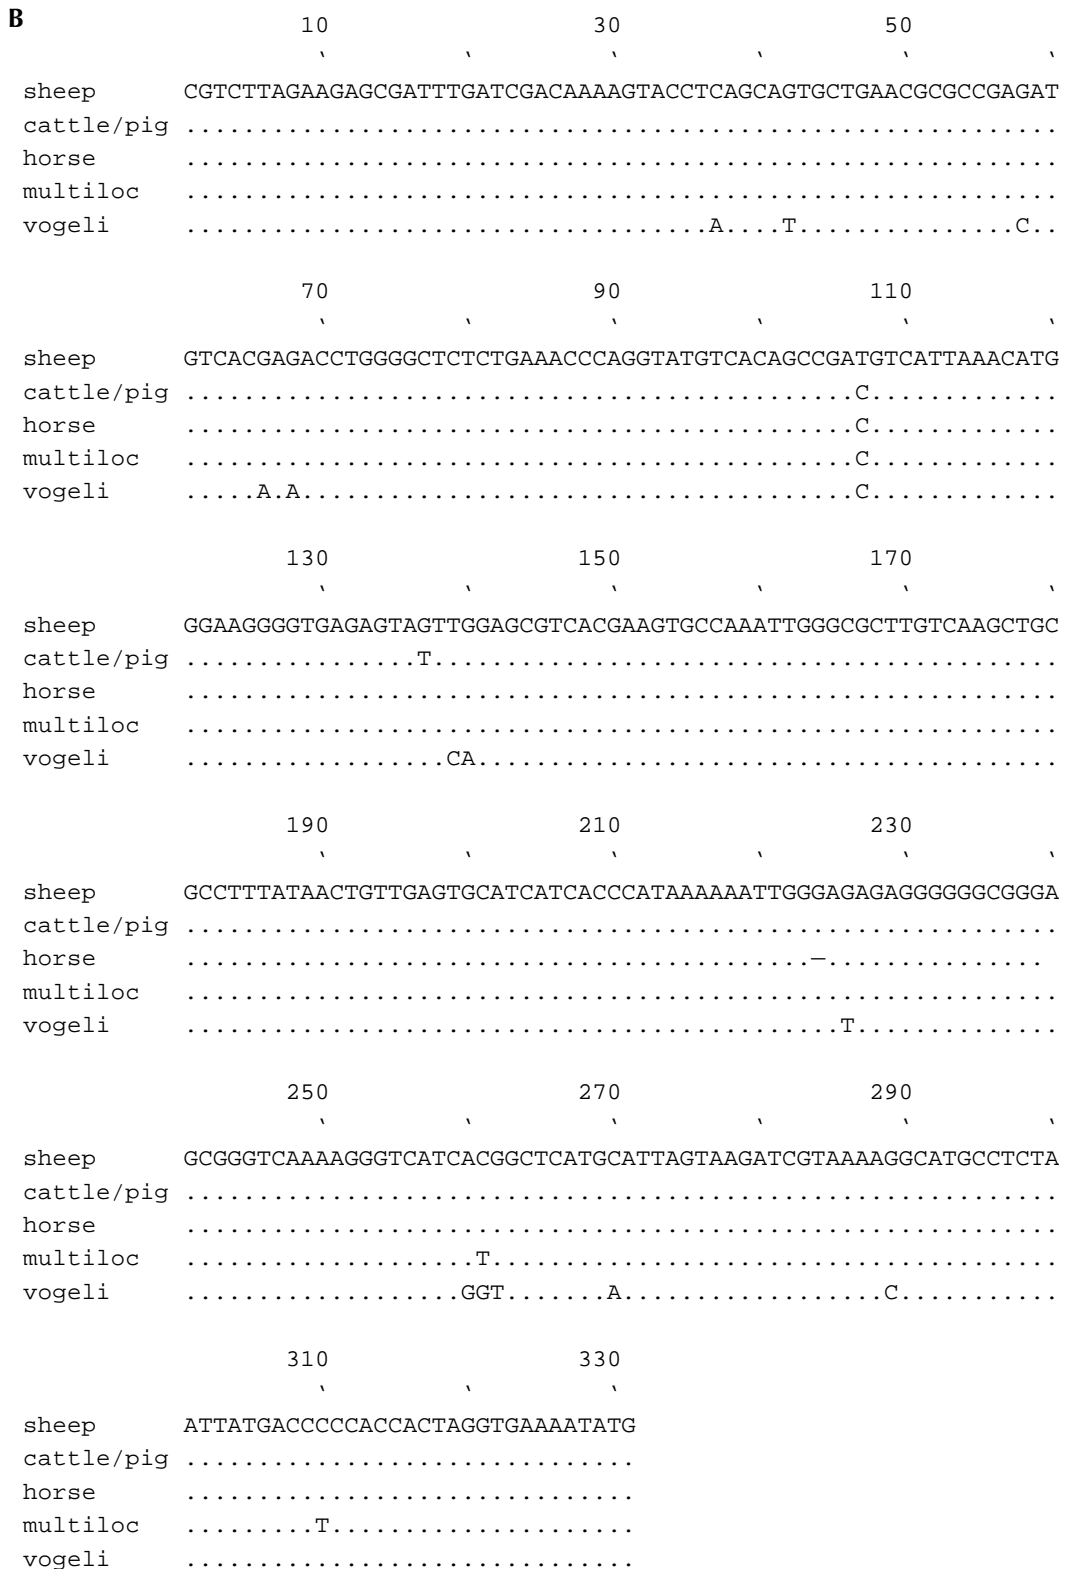 B
10 30 50
‵ ‵ ‵ ‵ ‵ ‵
sheep CGTCTTAGAAGAGCGATTTGATCGACAAAAGTACCTCAGCAGTGCTGAACGCGCCGAGAT
cattle/pig ............................................................
horse ............................................................
multiloc ............................................................
vogeli ....................................A....T...............C..
70 90 110
‵ ‵ ‵ ‵ ‵ ‵
sheep GTCACGAGACCTGGGGCTCTCTGAAACCCAGGTATGTCACAGCCGATGTCATTAAACATG
cattle/pig ..............................................C.............
horse ..............................................C.............
multiloc ..............................................C.............
vogeli .....A.A......................................C.............
130 150 170
‵ ‵ ‵ ‵ ‵ ‵
sheep GGAAGGGGTGAGAGTAGTTGGAGCGTCACGAAGTGCCAAATTGGGCGCTTGTCAAGCTGC
cattle/pig ................T...........................................
horse ............................................................
multiloc ............................................................
vogeli ..................CA........................................
190 210 230
‵ ‵ ‵ ‵ ‵ ‵
sheep GCCTTTATAACTGTTGAGTGCATCATCACCCATAAAAAATTGGGAGAGAGGGGGGCGGGA
cattle/pig ............................................................
horse ...........................................—...............
multiloc ............................................................
vogeli .............................................T..............
250 270 290
‵ ‵ ‵ ‵ ‵ ‵
sheep GCGGGTCAAAAGGGTCATCACGGCTCATGCATTAGTAAGATCGTAAAAGGCATGCCTCTA
cattle/pig ............................................................
horse ............................................................
multiloc ....................T.......................................
vogeli ...................GGT.......A..................C...........
310 330
‵ ‵ ‵
sheep ATTATGACCCCCACCACTAGGTGAAAATATG
cattle/pig ...............................
horse ...............................
multiloc .........T.....................
vogeli ...............................